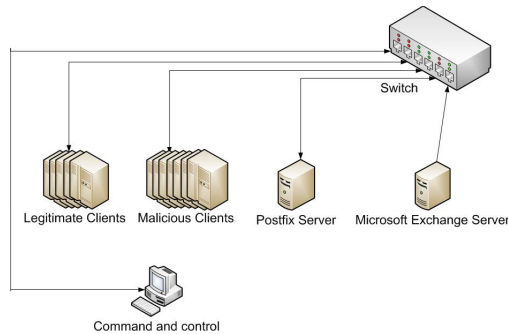 Switch
Legitimate Clients
Malicious Clients
Postfix Server
Microsoft Exchange Server
Command and control